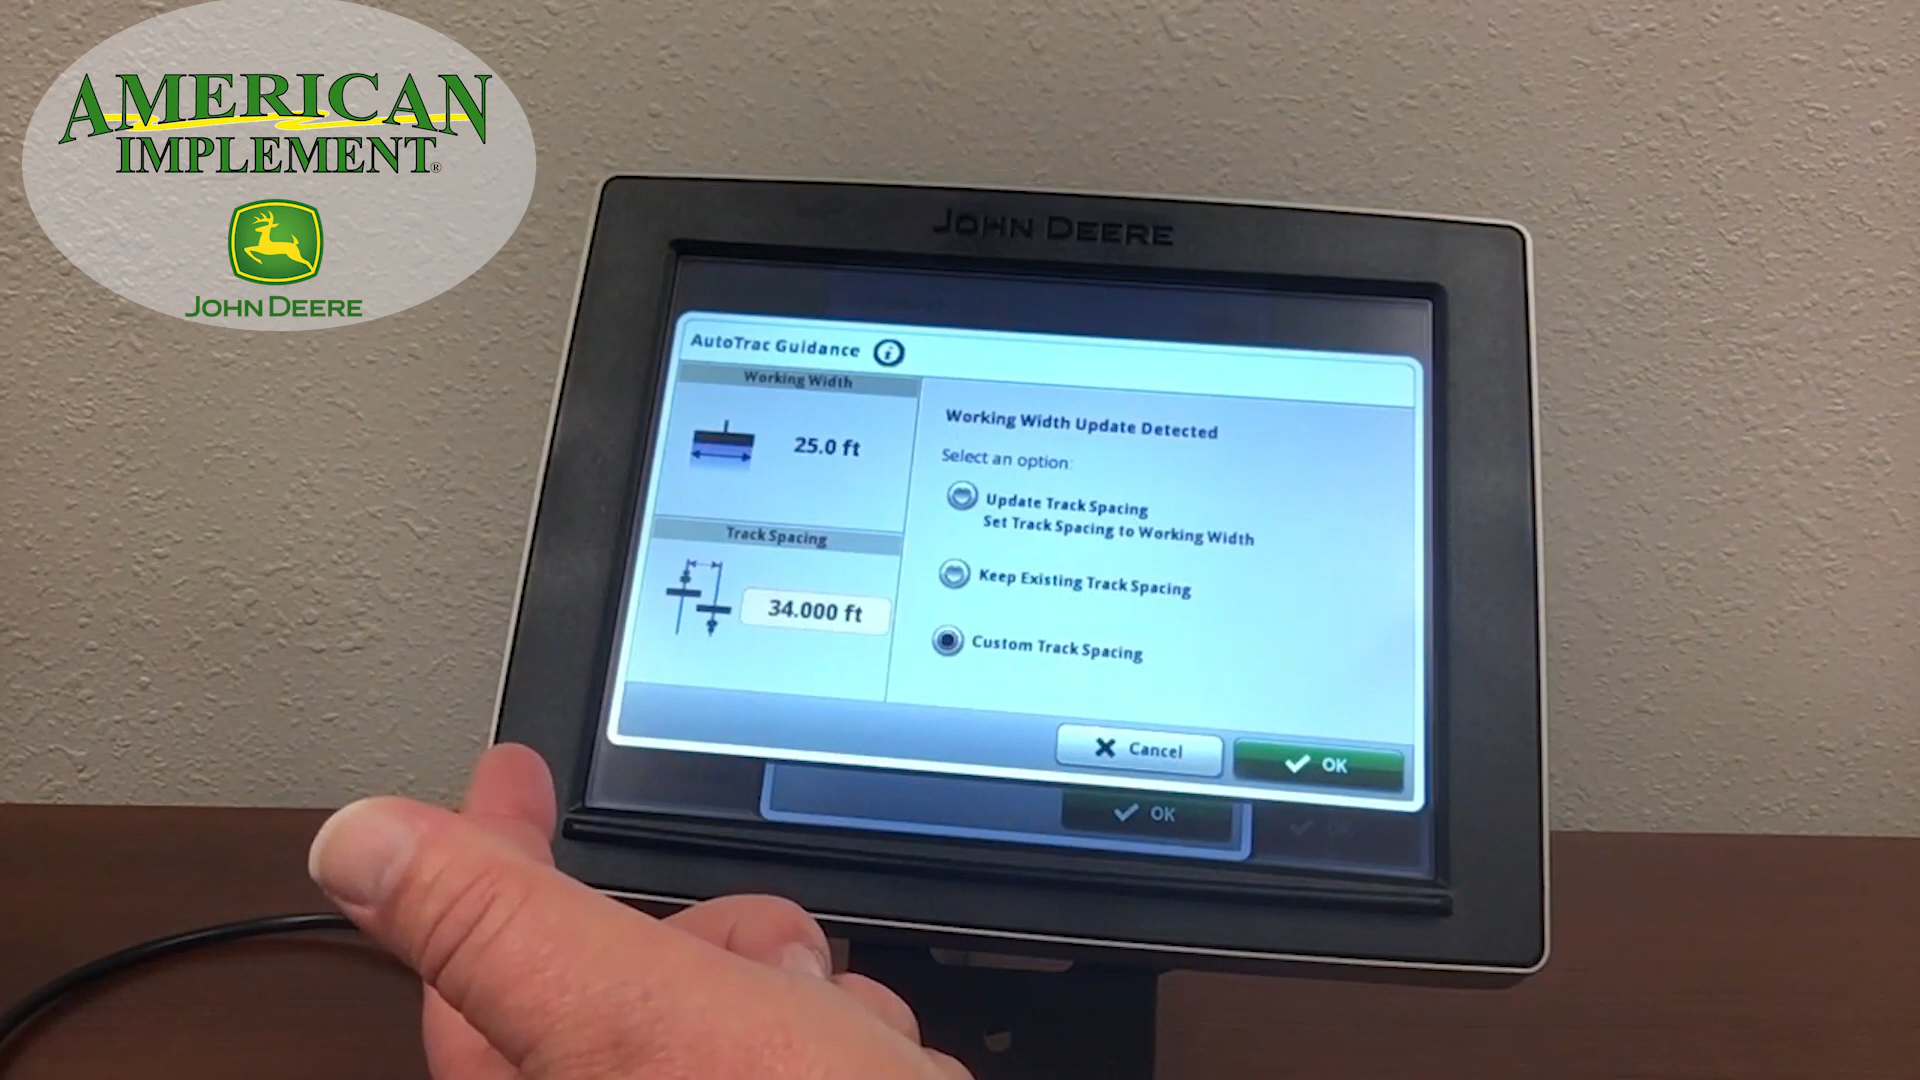 AMERICAN
IMPLEMENT®
JOHN DEERE
JOHN DEERE
AutoTrac Guidance
Working Width
25.0 ft
Track Spacing
34.000 ft
Working Width Update Detected
Select an option:
Update Track Spacing
Set Track Spacing to Working Width
Keep Existing Track Spacing
Custom Track Spacing
Cancel
OK
OK